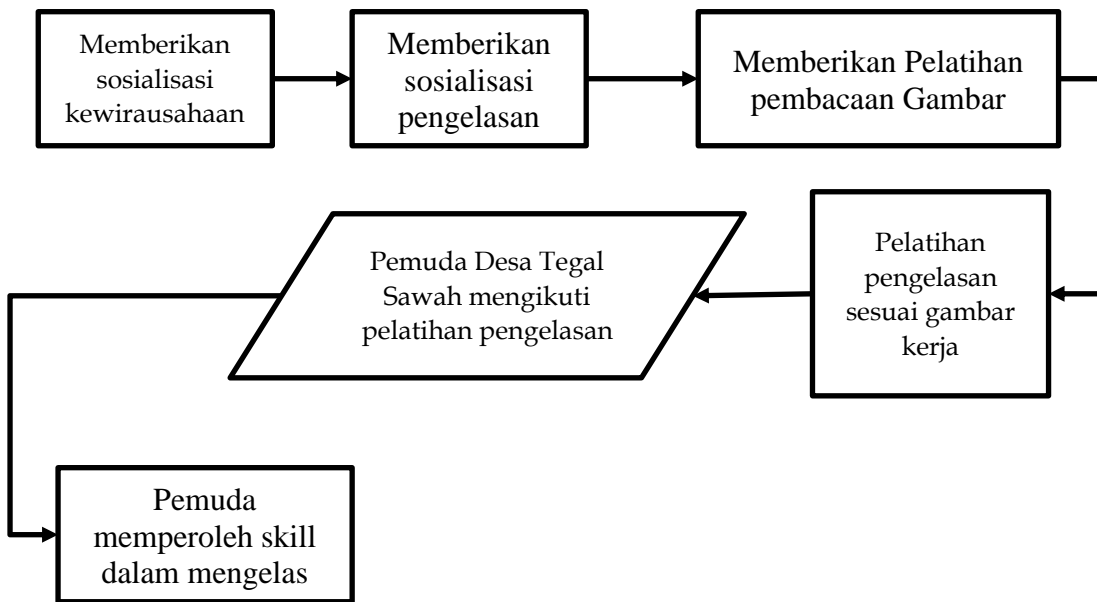 Memberikan
sosialisasi
kewirausahaan
Memberikan
sosialisasi
pengelasan
Memberikan Pelatihan
pembacaan Gambar
Pelatihan
pengelasan
sesuai gambar
kerja
Pemuda Desa Tegal
Sawah mengikuti
pelatihan pengelasan
Pemuda
memperoleh skill
dalam mengelas